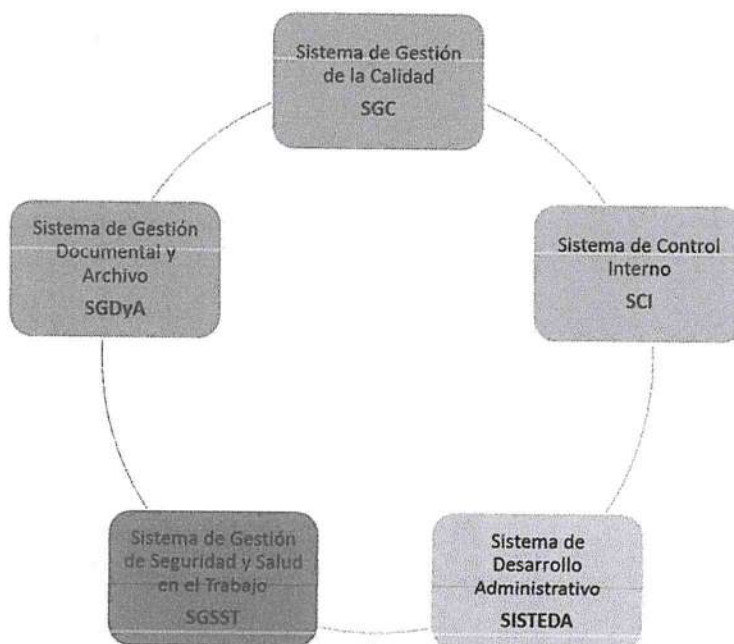 Sistema de Gestión
de la Calidad
SGC
Sistema de Control
Interno
SCI
Sistema de
Desarrollo
Administrativo
SISTEDA
Sistema de Gestión
de Seguridad y Salud
en el Trabajo
SGSST
Sistema de Gestión
Documental y
Archivo
SGDyA